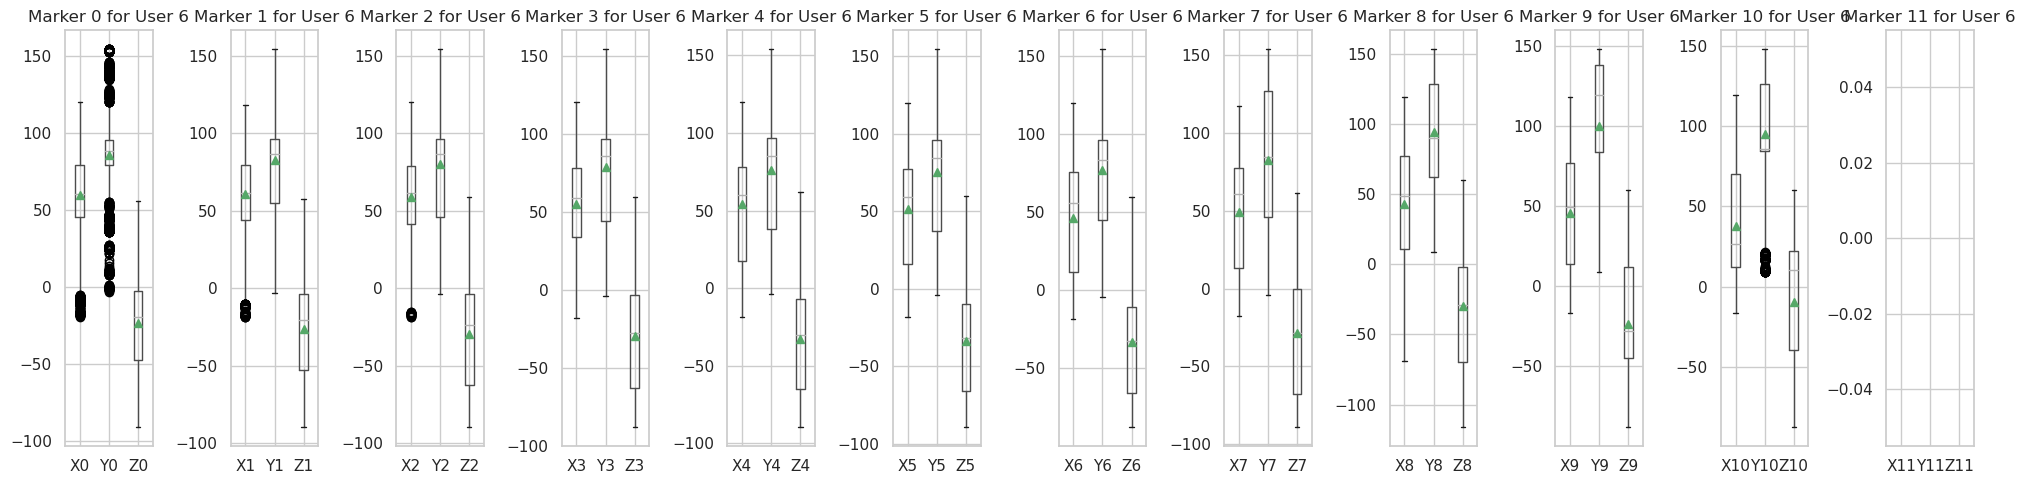 Marker 0 for User 6
150
100
50
0
−50
−100
X0 Y0 Z0
Marker 1 for User 6
150
100
50
0
−50
−100
X1 Y1 Z1
Marker 2 for User 6
150
100
50
0
−50
−100
X2 Y2 Z2
Marker 3 for User 6
150
100
50
0
−50
−100
X3 Y3 Z3
Marker 4 for User 6
150
100
50
0
−50
−100
X4 Y4 Z4
Marker 5 for User 6
150
100
50
0
−50
−100
X5 Y5 Z5
Marker 6 for User 6
150
100
50
0
−50
X6 Y6 Z6
Marker 7 for User 6
150
100
50
0
−50
−100
X7 Y7 Z7
Marker 8 for User 6
150
100
50
0
−50
−100
X8 Y8 Z8
Marker 9 for User 6
150
100
50
0
−50
X9 Y9 Z9
Marker 10 for User 6
150
100
50
0
−50
X10 Y10 Z10
Marker 11 for User 6
0.04
0.02
0.00
−0.02
−0.04
X11 Y11 Z11